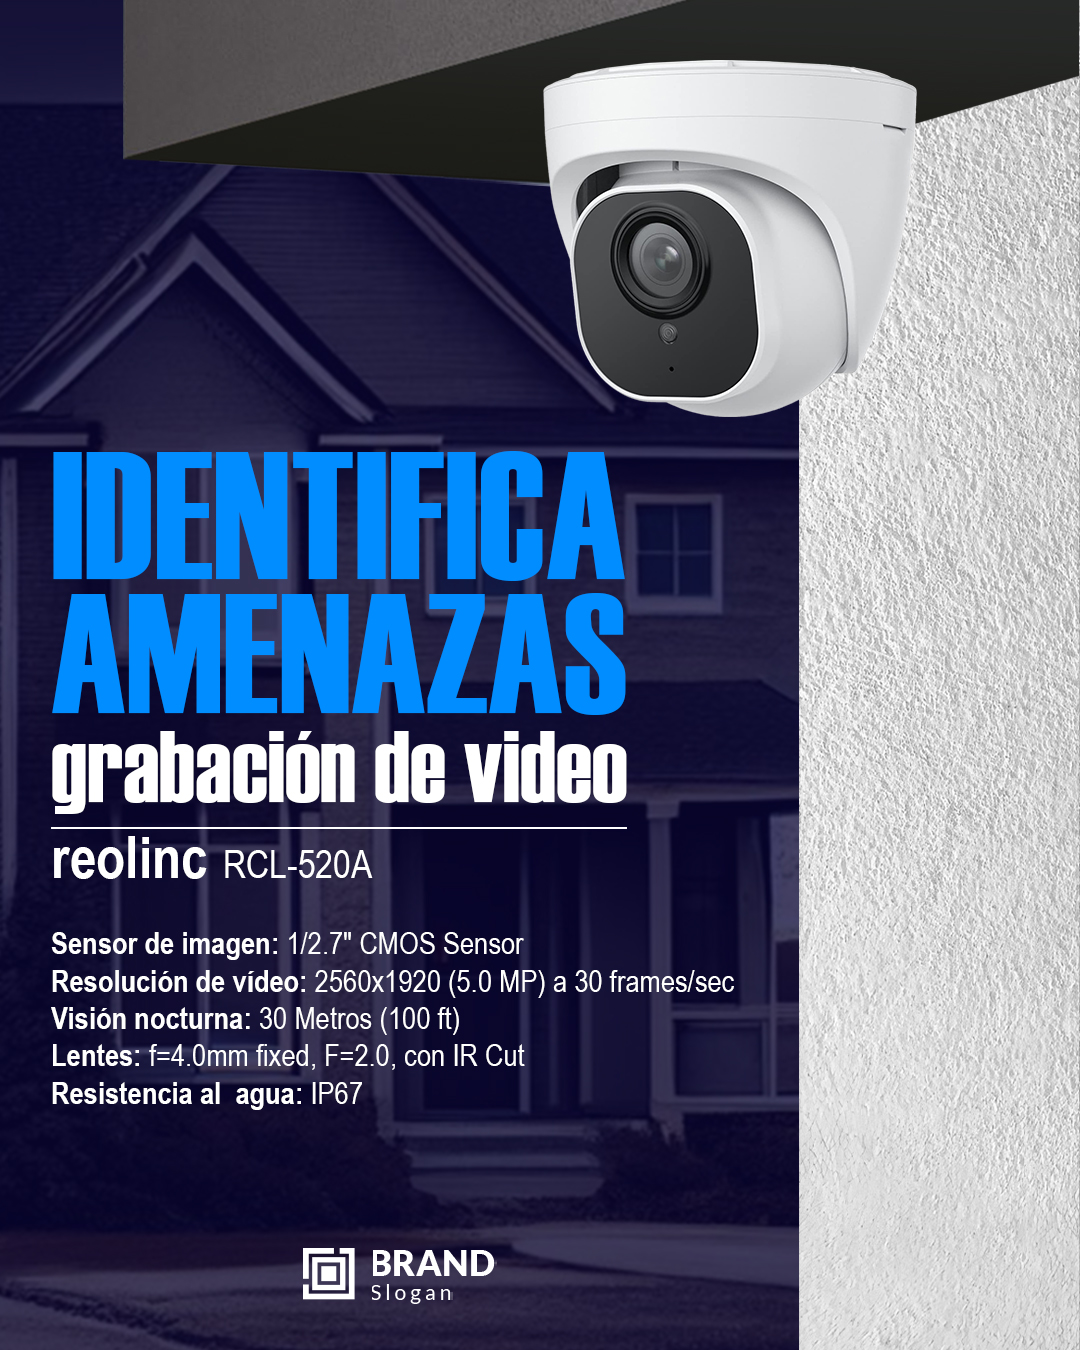 IDENTIFICA
AMENAZAS
grabación de video
reolinc RCL-520A
Sensor de imagen: 1/2.7" CMOS Sensor
Resolución de vídeo: 2560x1920 (5.0 MP) a 30 frames/sec
Visión nocturna: 30 Metros (100 ft)
Lentes: f=4.0mm fixed, F=2.0, con IR Cut
Resistencia al  agua: IP67
BRAND
Slogan